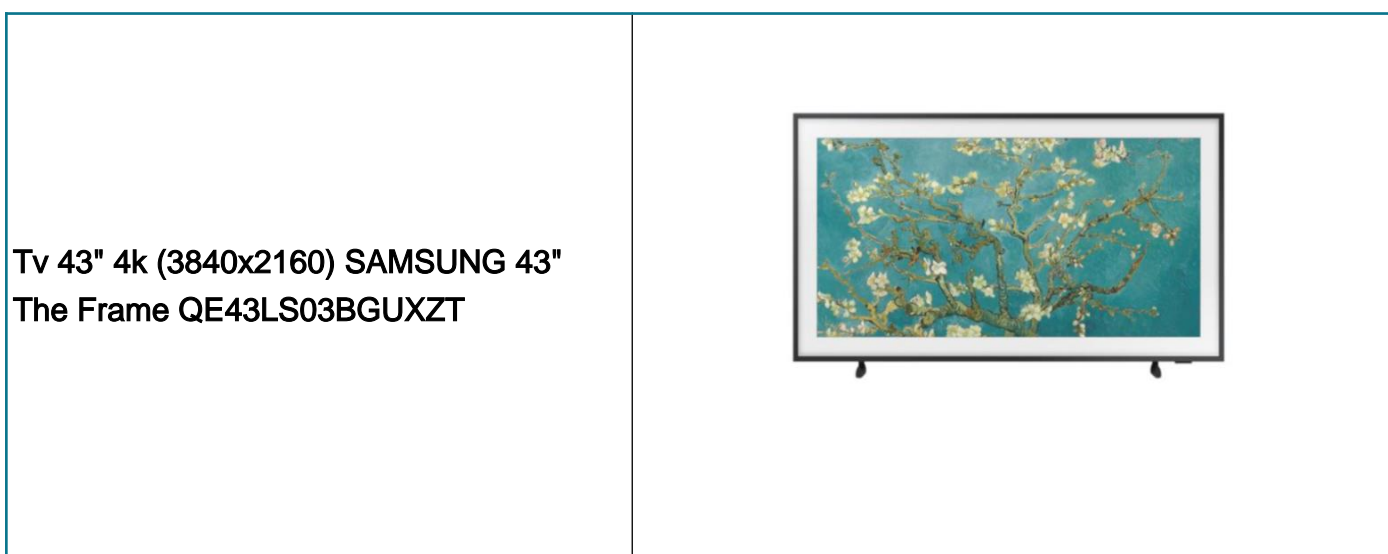 Tv 43" 4k (3840x2160) SAMSUNG 43"
The Frame QE43LS03BGUXZT